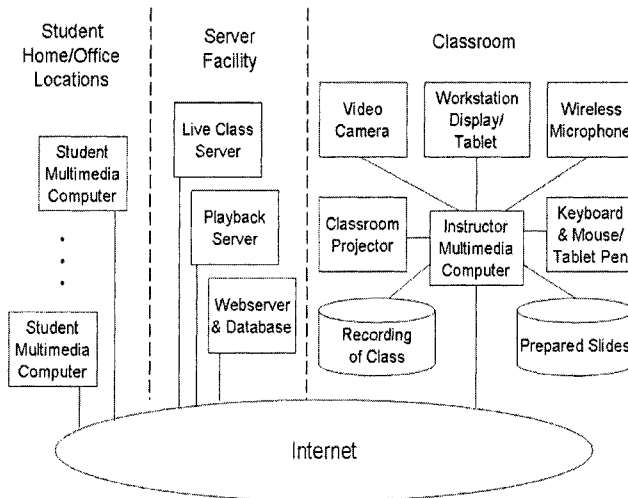 Student
Home/Office
Locations
Server
Facility
Classroom
Student
Multimedia
Computer
Student
Multimedia
Computer
Live Class
Server
Playback
Server
Webserver
& Database
Video
Camera
Workstation
Display/
Tablet
Wireless
Microphone
Classroom
Projector
Instructor
Multimedia
Computer
Keyboard
& Mouse/
Tablet Pen
Recording
of Class
Prepared Slides
Internet